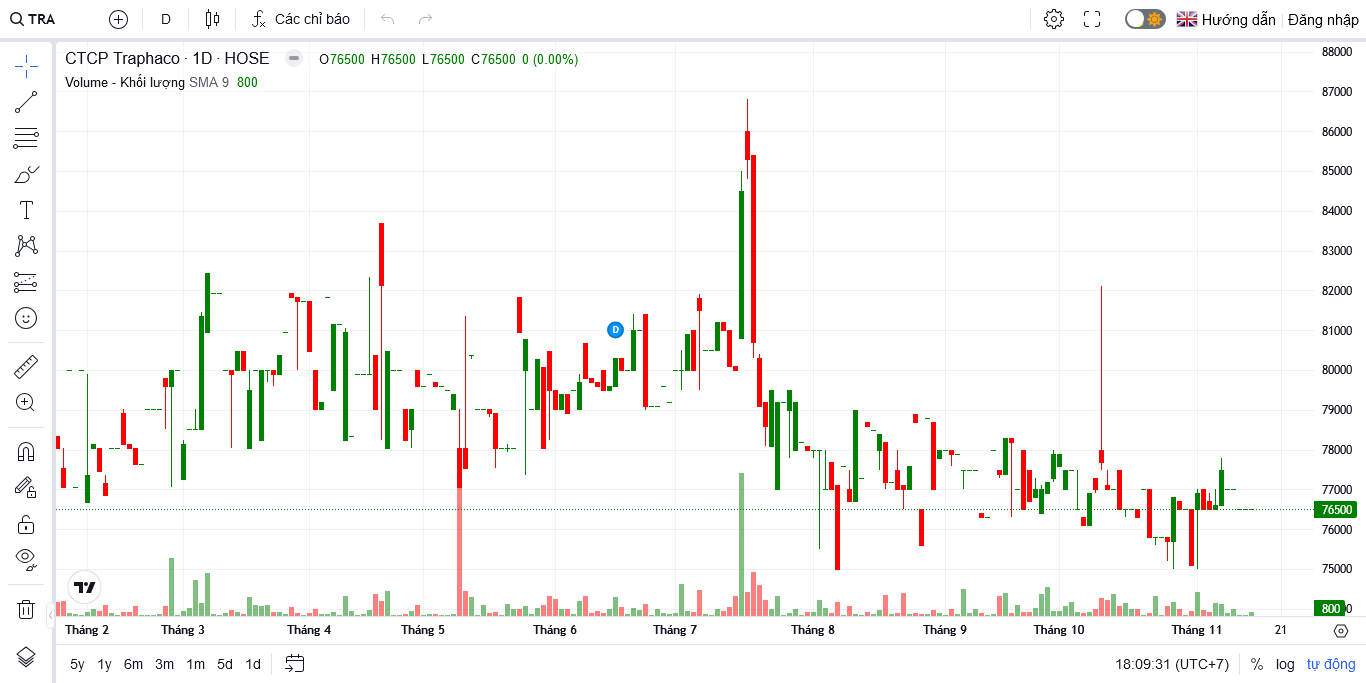 TRA D Các chỉ báo Hướng dẫn Đăng nhập
CTCP Traphaco · 1D · HOSE O76500 H76500 L76500 C76500 0 (0.00%)
Volume - Khối lượng SMA 9 800
88000
87000
86000
85000
84000
83000
82000
81000
D
80000
79000
78000
77000
76500
76000
75000
800
0
Tháng 2 Tháng 3 Tháng 4 Tháng 5 Tháng 6 Tháng 7 Tháng 8 Tháng 9 Tháng 10 Tháng 11 21
5y 1y 6m 3m 1m 5d 1d 18:09:31 (UTC+7) % log tự động